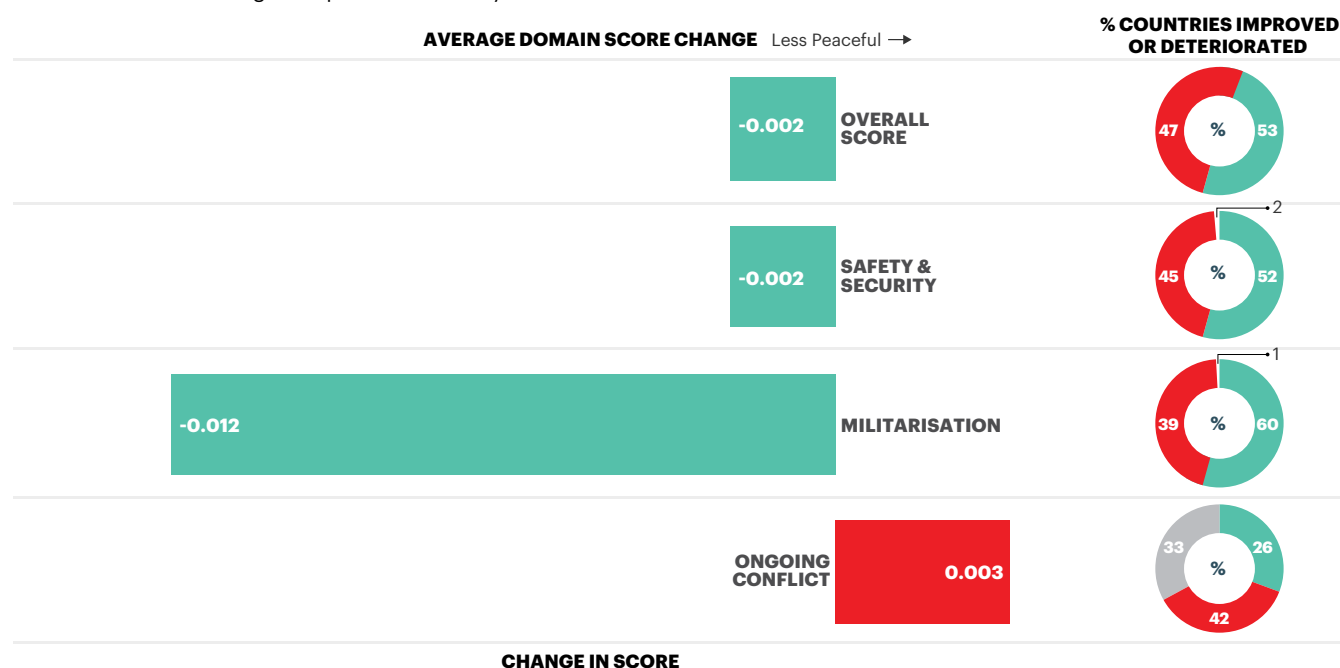 AVERAGE DOMAIN SCORE CHANGE Less Peaceful →
% COUNTRIES IMPROVED
OR DETERIORATED
-0.002
OVERALL
SCORE
47 % 53
-0.002
SAFETY &
SECURITY
2
45 % 52
-0.012
MILITARISATION
1
39 % 60
ONGOING
CONFLICT
0.003
33 % 26
42
CHANGE IN SCORE